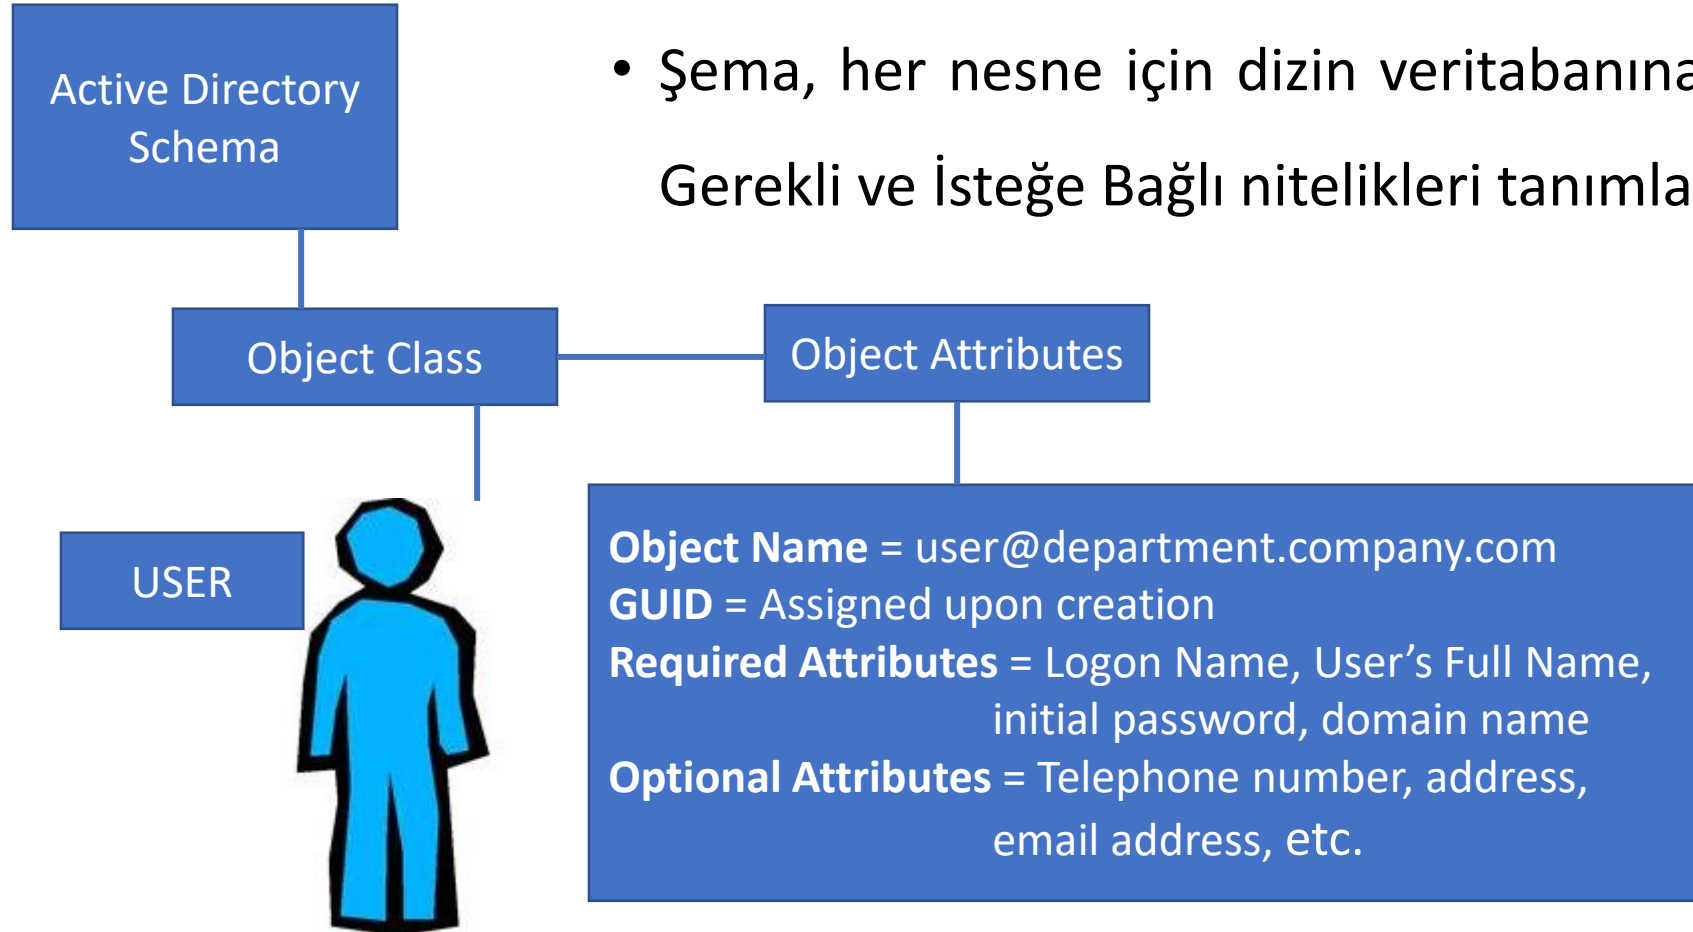 Active Directory
Schema
• Şema, her nesne için dizin veritabanına
Gerekli ve İsteğe Bağlı nitelikleri tanımla
Object Class
Object Attributes
USER
Object Name = user@department.company.com
GUID = Assigned upon creation
Required Attributes = Logon Name, User’s Full Name,
initial password, domain name
Optional Attributes = Telephone number, address,
email address, etc.